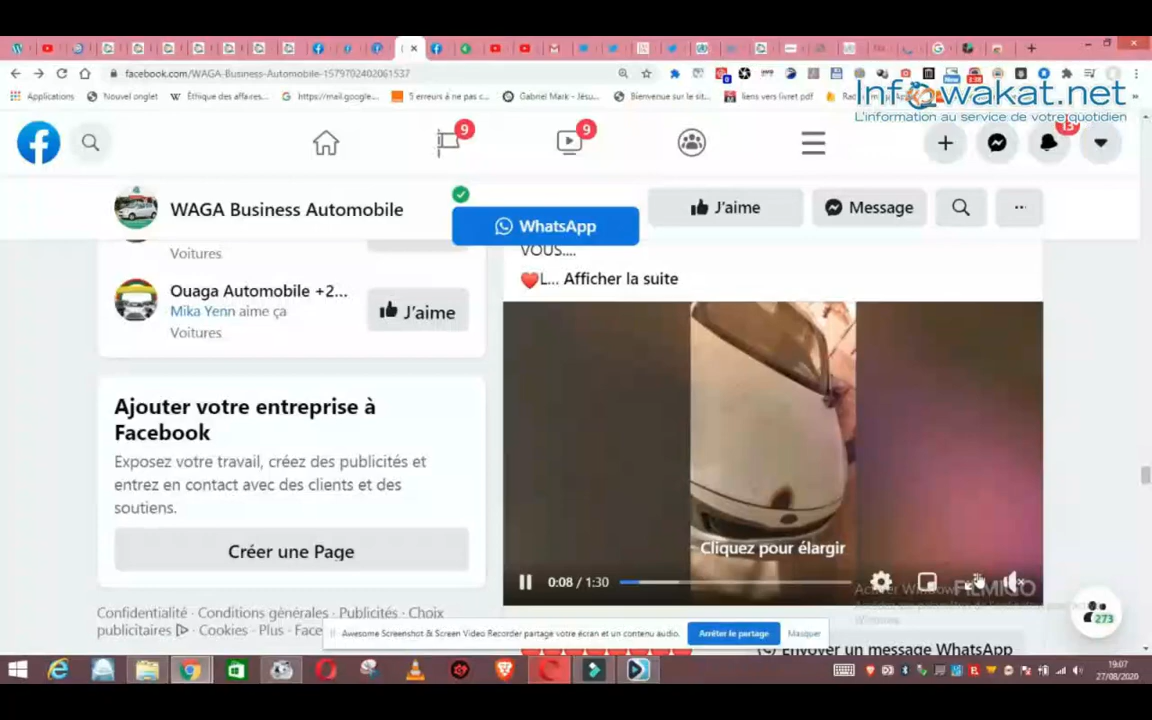 Infowakat.net
L'information au service de votre quotidien
facebook.com/WAGA-Business-Automobile-1579702402061537
Applications
Nouvel onglet
Éthique des affaires...
https://mail.google...
5 erreurs à ne pas c...
Gabriel Mark - Jésu...
Bienvenue sur le sit...
liens vers livret pdf
9
9
WAGA Business Automobile
WhatsApp
J'aime
Message
Voitures
VOUS....
L... Afficher la suite
Ouaga Automobile +2...
Mika Yenn aime ça
Voitures
J'aime
Ajouter votre entreprise à
Facebook
Exposez votre travail, créez des publicités et
entrez en contact avec des clients et des
soutiens.
Créer une Page
Cliquez pour élargir
0:08 / 1:30
FILMIGO
273
Confidentialité · Conditions générales · Publicités · Choix
publicitaires · Cookies · Plus · Face
Awesome Screenshot & Screen Video Recorder partage votre écran et un contenu audio.
Arrêter le partage
Masquer
Envoyer un message WhatsApp
19:07
27/08/2020